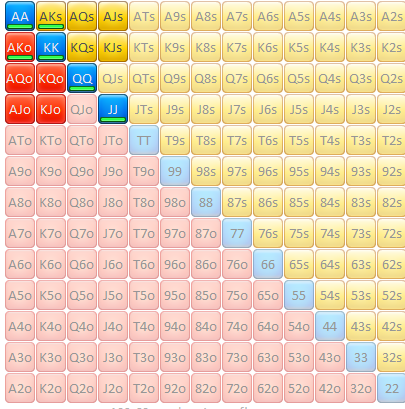 AA AKs AQs AJs ATs A9s A8s A7s A6s A5s A4s A3s A2s
AKo KK KQs KJs KTs K9s K8s K7s K6s K5s K4s K3s K2s
AQo KQo QQ QJs QTs Q9s Q8s Q7s Q6s Q5s Q4s Q3s Q2s
AJo KJo QJo JJ JTs J9s J8s J7s J6s J5s J4s J3s J2s
ATo KTo QTo JTo TT T9s T8s T7s T6s T5s T4s T3s T2s
A9o K9o Q9o J9o T9o 99 98s 97s 96s 95s 94s 93s 92s
A8o K8o Q8o J8o T8o 98o 88 87s 86s 85s 84s 83s 82s
A7o K7o Q7o J7o T7o 97o 87o 77 76s 75s 74s 73s 72s
A6o K6o Q6o J6o T6o 96o 86o 76o 66 65s 64s 63s 62s
A5o K5o Q5o J5o T5o 95o 85o 75o 65o 55 54s 53s 52s
A4o K4o Q4o J4o T4o 94o 84o 74o 64o 54o 44 43s 42s
A3o K3o Q3o J3o T3o 93o 83o 73o 63o 53o 43o 33 32s
A2o K2o Q2o J2o T2o 92o 82o 72o 62o 52o 42o 32o 22